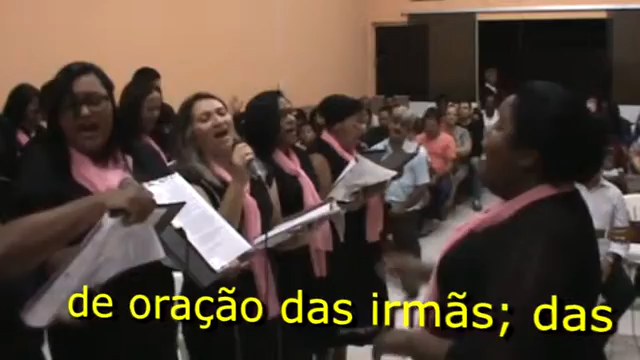 de oração das irmãs; das